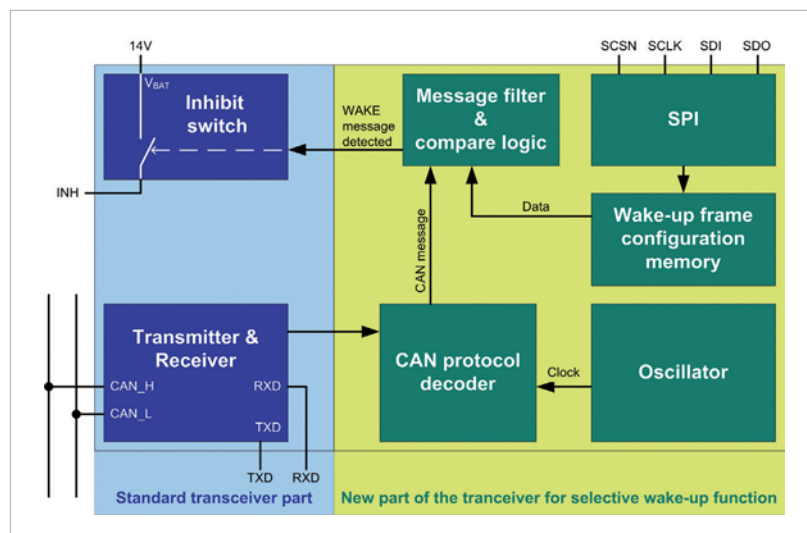 14V
SCSN SCLK SDI SDO
VBAT
Inhibit
switch
WAKE
message
detected
Message filter
&
compare logic
SPI
INH
Data
Wake-up frame
configuration
memory
CAN message
Transmitter &
Receiver
CAN_H
RXD
CAN_L
TXD
CAN protocol
decoder
Clock
Oscillator
TXD RXD
Standard transceiver part
New part of the tranceiver for selective wake-up function